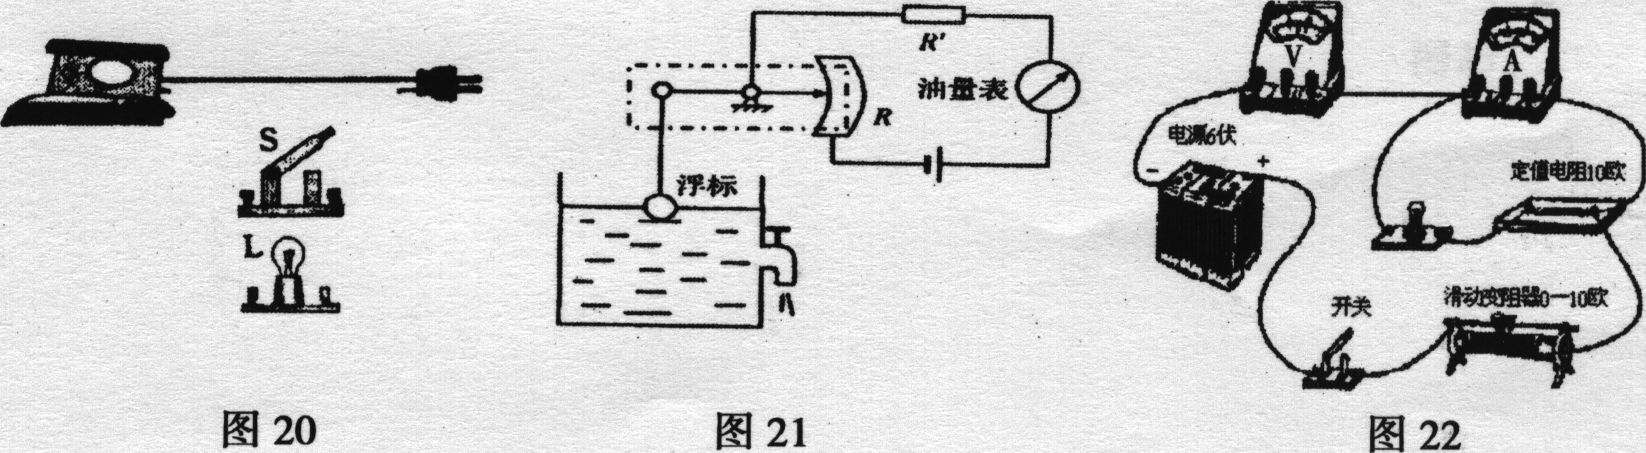 S
L
图 20
R'
油量表
R
浮标
图 21
V
A
电源6伏
- +
定值电阻10欧
开关
滑动变阻器0—10欧
图 22